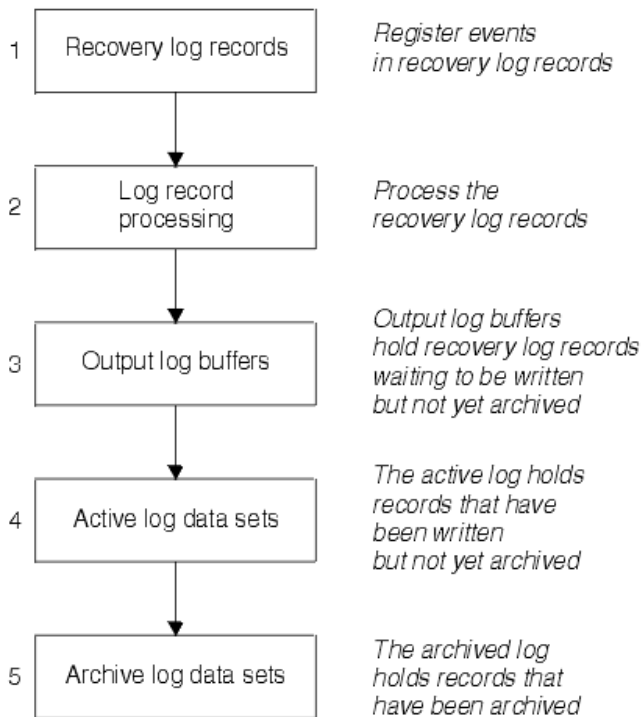 1
Recovery log records
Register events
in recovery log records
2
Log record
processing
Process the
recovery log records
3
Output log buffers
Output log buffers
hold recovery log records
waiting to be written
but not yet archived
4
Active log data sets
The active log holds
records that have
been written
but not yet archived
5
Archive log data sets
The archived log
holds records that
have been archived